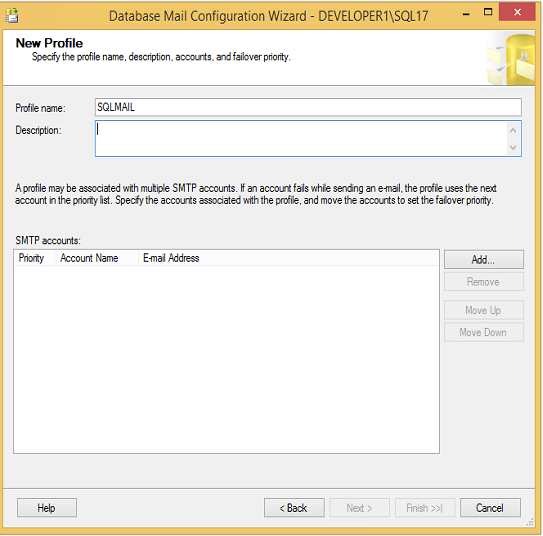 Database Mail Configuration Wizard - DEVELOPER1\SQL17
New Profile
Specify the profile name, description, accounts, and failover priority.
Profile name: SQLMAIL
Description:
A profile may be associated with multiple SMTP accounts. If an account fails while sending an e-mail, the profile uses the next
account in the priority list. Specify the accounts associated with the profile, and move the accounts to set the failover priority.
SMTP accounts:
Priority Account Name E-mail Address
Add...
Remove
Move Up
Move Down
Help < Back Next > Finish >>| Cancel